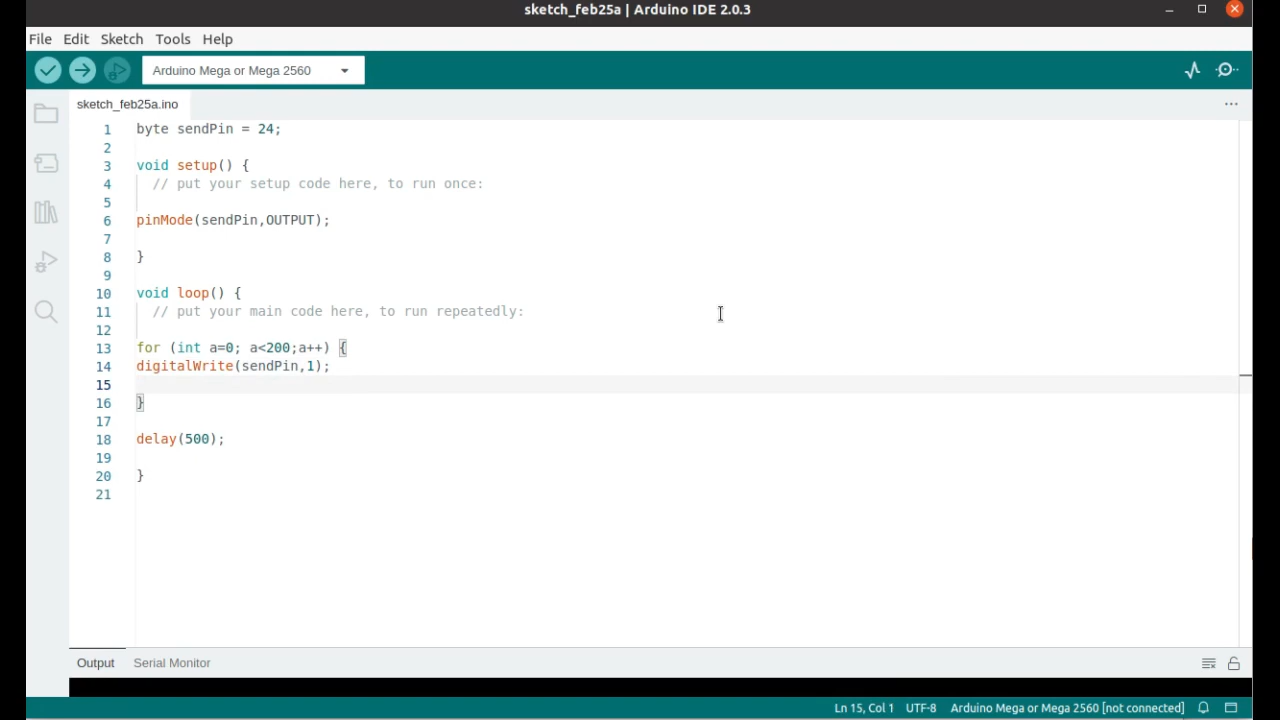 sketch_feb25a | Arduino IDE 2.0.3
File Edit Sketch Tools Help
Arduino Mega or Mega 2560
sketch_feb25a.ino
1 byte sendPin = 24;
2
3 void setup() {
4 // put your setup code here, to run once:
5
6 pinMode(sendPin,OUTPUT);
7
8 }
9
10 void loop() {
11 // put your main code here, to run repeatedly:
12
13 for (int a=0; a<200;a++) {
14 digitalWrite(sendPin,1);
15
16 }
17
18 delay(500);
19
20 }
21
Output Serial Monitor
Ln 15, Col 1 UTF-8 Arduino Mega or Mega 2560 [not connected]